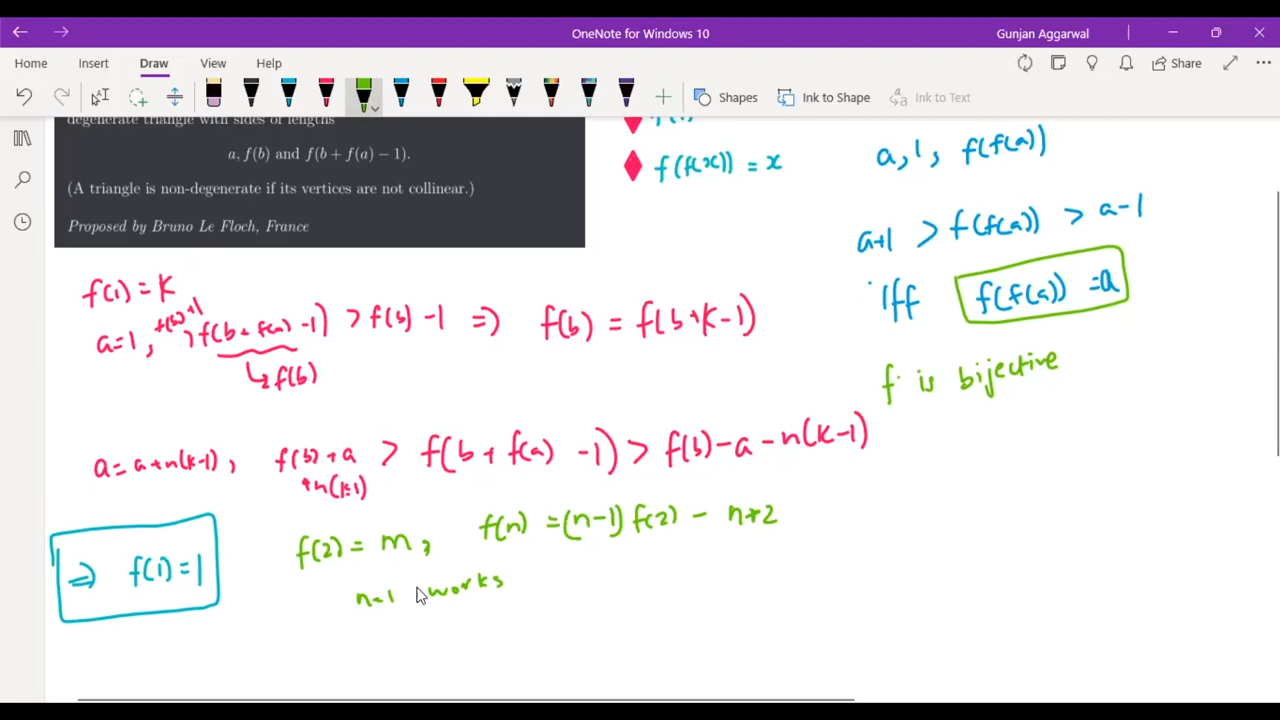 OneNote for Windows 10
Gunjan Aggarwal
Home Insert Draw View Help
Share
Shapes
Ink to Shape
Ink to Text
degenerate triangle with sides of lengths
a, f(b) and f(b + f(a) − 1).
(A triangle is non-degenerate if its vertices are not collinear.)
Proposed by Bruno Le Floch, France
f(f(x)) = x
a, 1, f(f(a))
a+1 > f(f(a)) > a-1
iff f(f(a)) = a
f is bijective
f(1) = k
a=1, f(b)+1 > f(b + f(a) -1) > f(b) -1 => f(b) = f(b+k-1)
↳ f(b)
a= a+n(k-1), f(b)+a > f(b + f(a) -1) > f(b) - a - n(k-1)
+n(k-1)
=> f(1) = 1
f(2) = m, f(n) = (n-1) f(2) - n+2
n=1 works